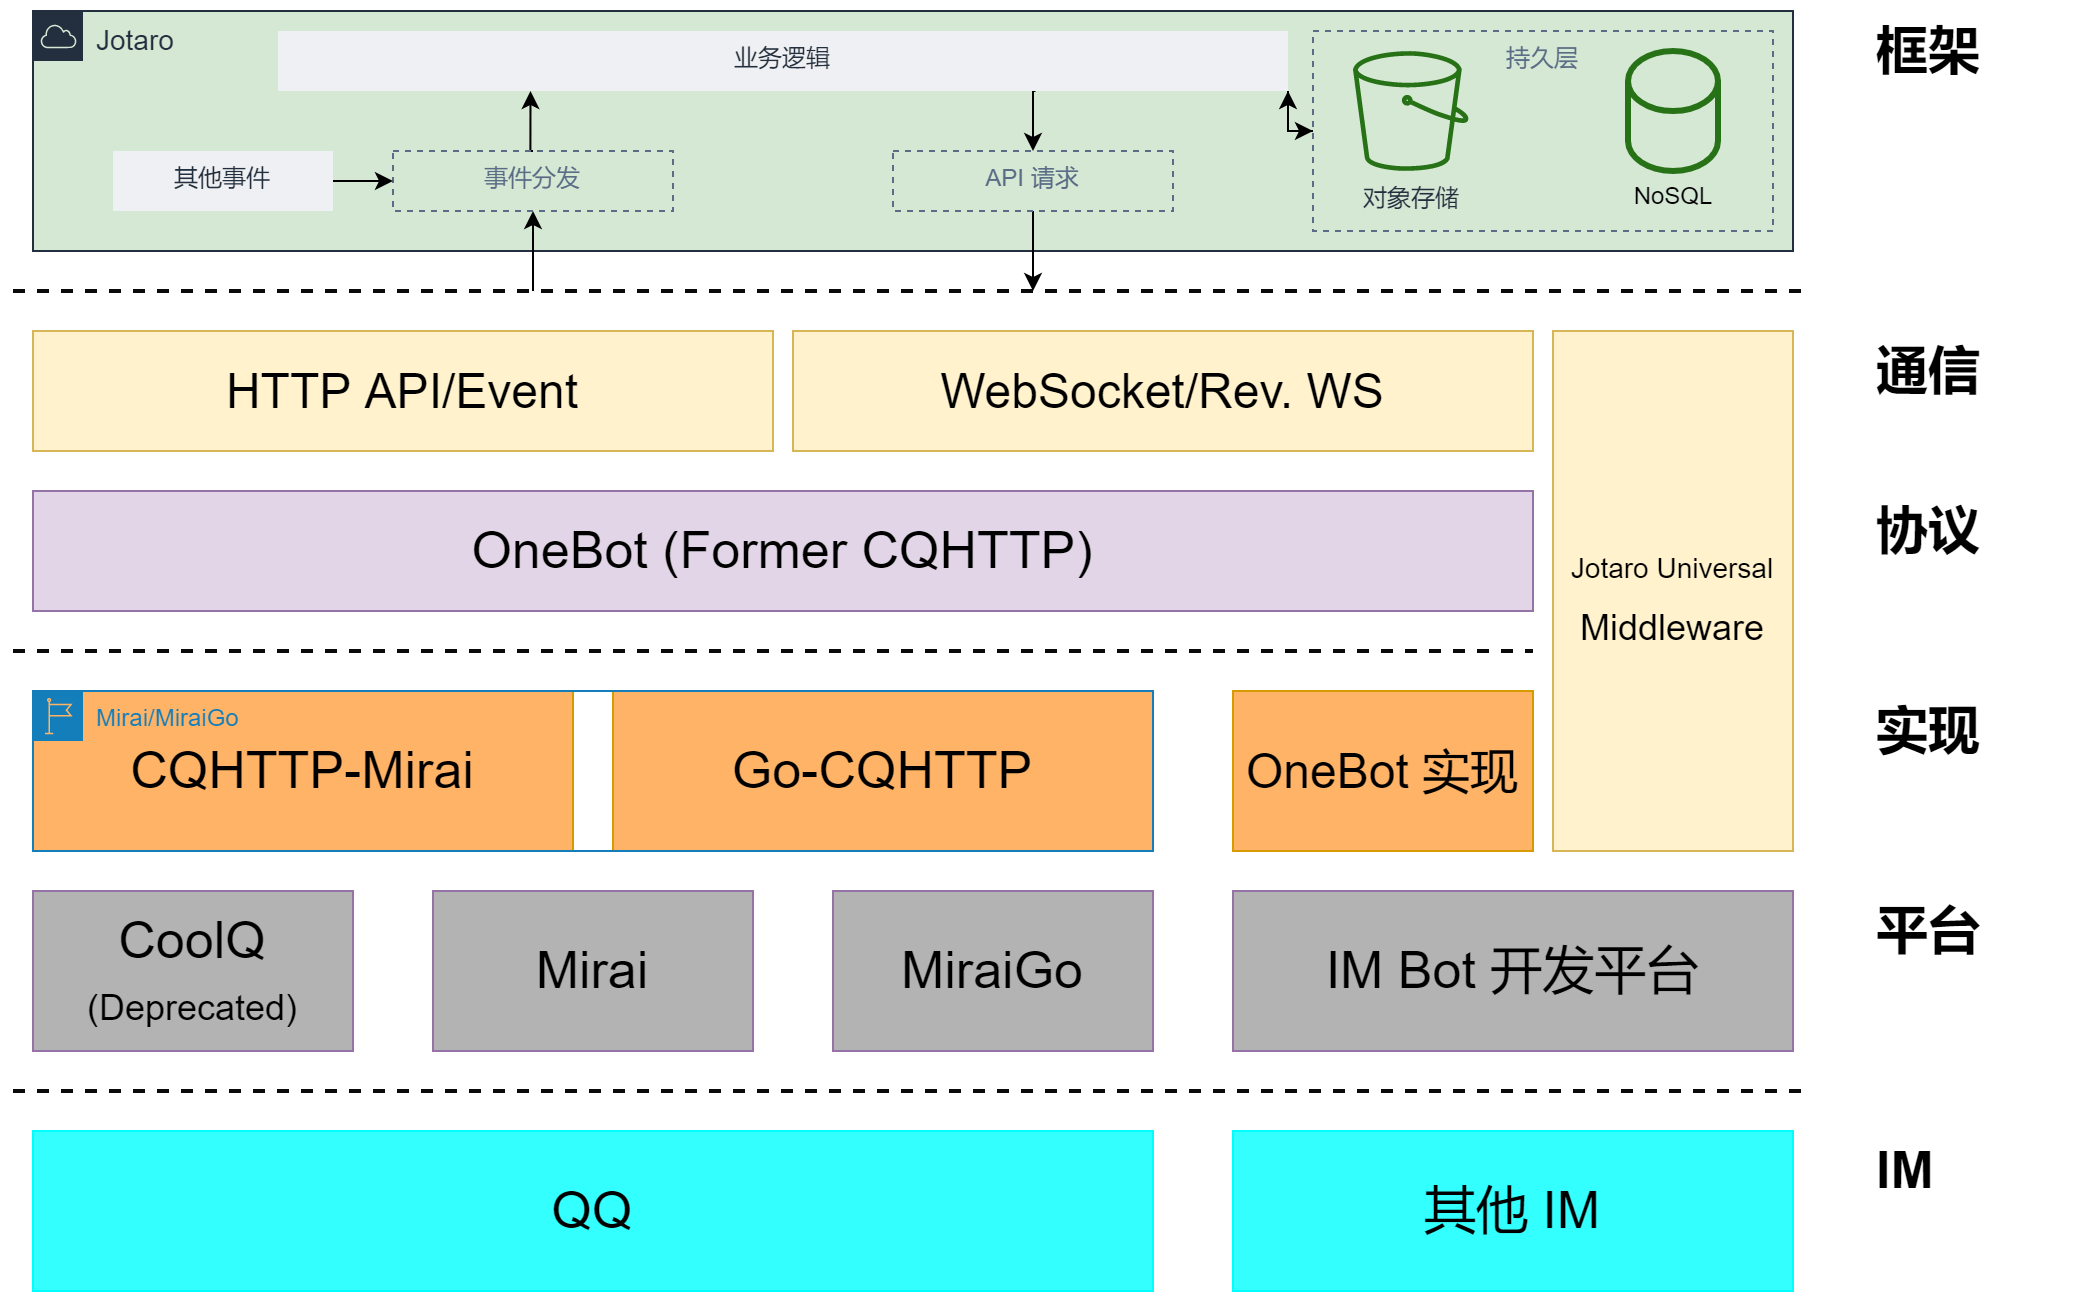 Jotaro
业务逻辑
持久层
框架
其他事件
事件分发
API 请求
对象存储
NoSQL
HTTP API/Event
WebSocket/Rev. WS
通信
OneBot (Former CQHTTP)
协议
Jotaro Universal
Middleware
Mirai/MiraiGo
CQHTTP-Mirai
Go-CQHTTP
OneBot 实现
实现
CoolQ
(Deprecated)
Mirai
MiraiGo
IM Bot 开发平台
平台
QQ
其他 IM
IM